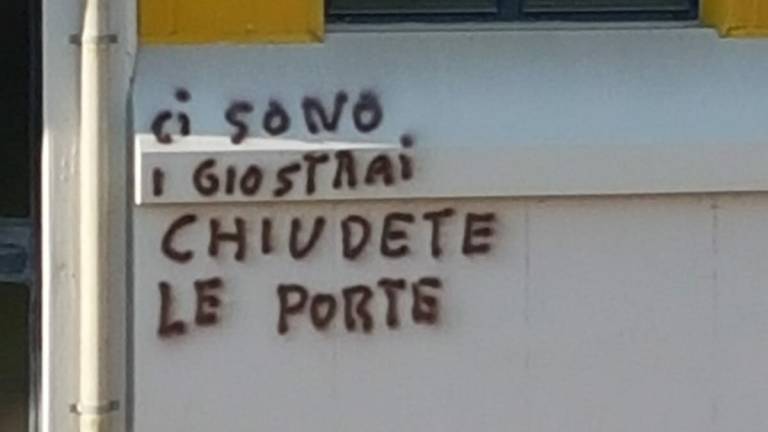 ci SONO
I GIOSTRAi
CHIUDETE
LE PORTE